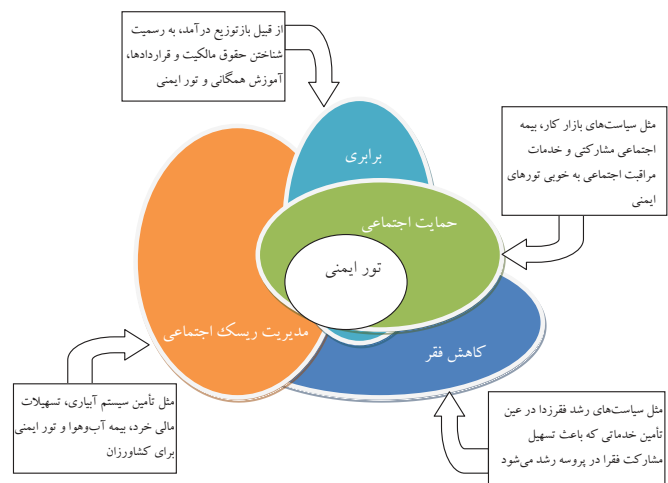 از قبیل بازتوزیع درآمد، به رسمیت
شناختن حقوق مالکیت و قراردادها،
آموزش همگانی و تور ایمنی
مثل سیاست‌های بازار کار، بیمه
اجتماعی مشارکتی و خدمات
مراقبت اجتماعی به خوبی تورهای
ایمنی
برابری
حمایت اجتماعی
تور ایمنی
مدیریت ریسک اجتماعی
کاهش فقر
مثل تأمین سیستم آبیاری، تسهیلات
مالی خرد، بیمه آب‌وهوا و تور ایمنی
برای کشاورزان
مثل سیاست‌های رشد فقرزدا در عین
تأمین خدماتی که باعث تسهیل
مشارکت فقرا در پروسه رشد می‌شود